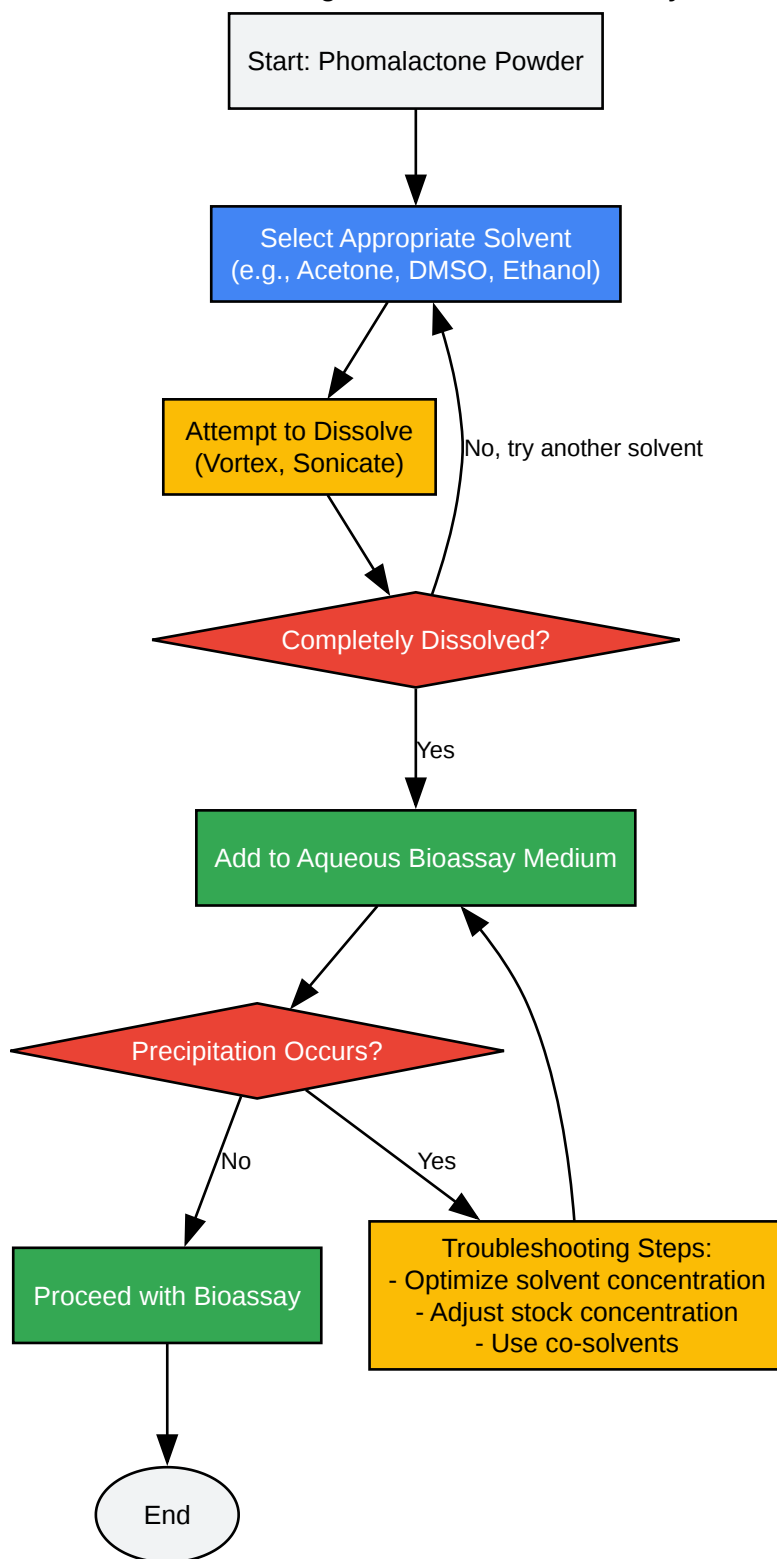 Start: Phomalactone Powder
Select Appropriate Solvent
(e.g., Acetone, DMSO, Ethanol)
Attempt to Dissolve
(Vortex, Sonicate)
No, try another solvent
Completely Dissolved?
Yes
Add to Aqueous Bioassay Medium
Precipitation Occurs?
No
Yes
Troubleshooting Steps:
- Optimize solvent concentration
- Adjust stock concentration
- Use co-solvents
Proceed with Bioassay
End